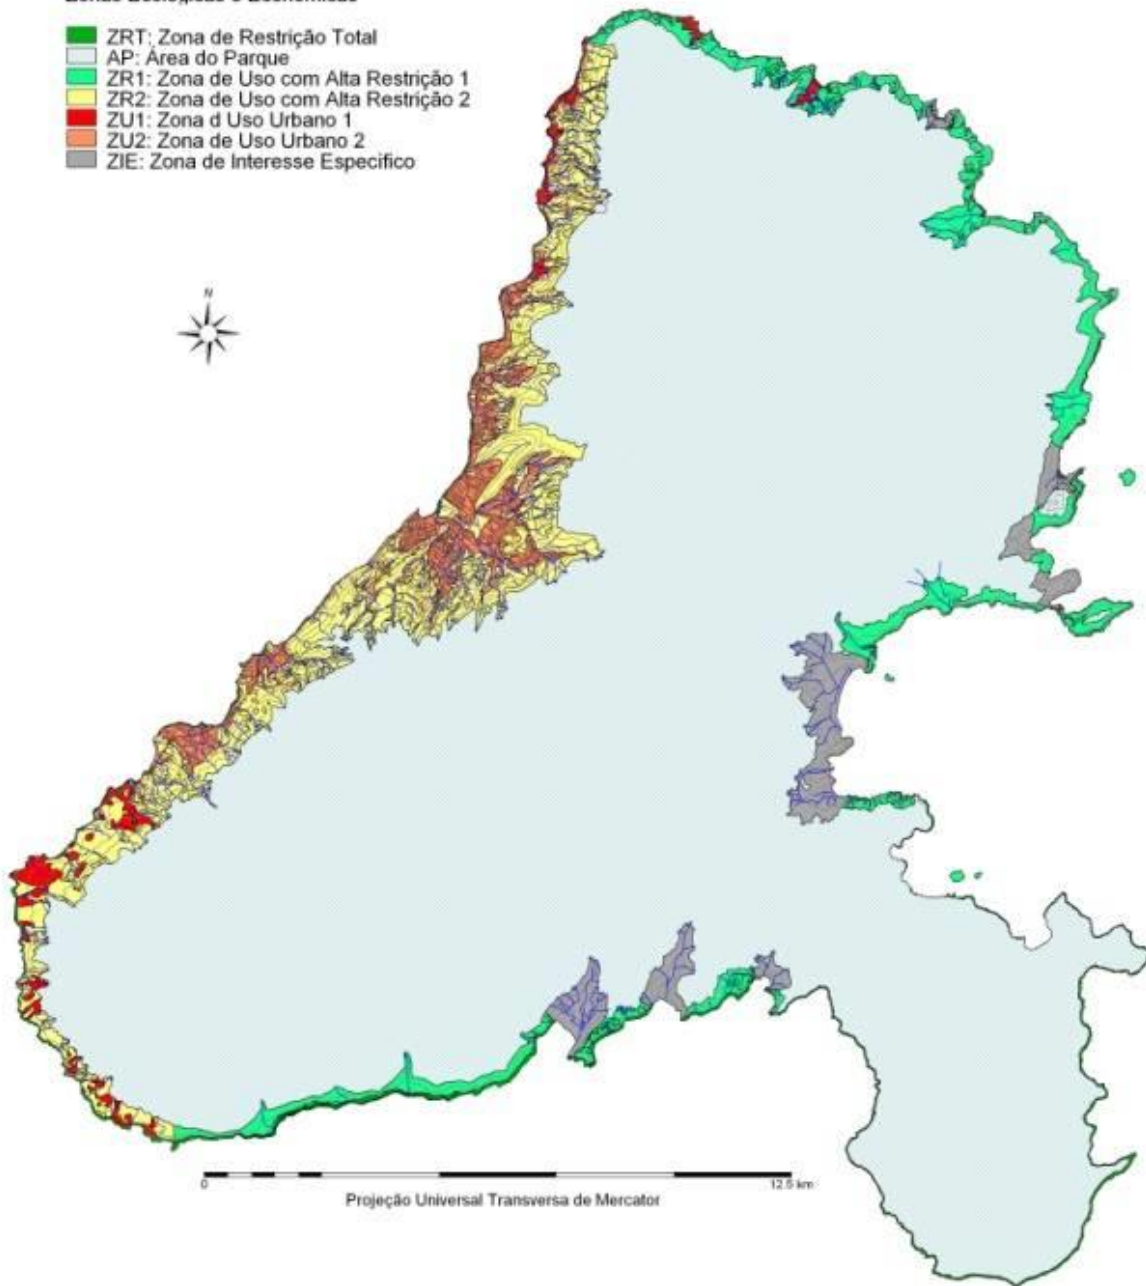 ZRT: Zona de Restrição Total
AP: Área do Parque
ZR1: Zona de Uso com Alta Restrição 1
ZR2: Zona de Uso com Alta Restrição 2
ZU1: Zona d Uso Urbano 1
ZU2: Zona de Uso Urbano 2
ZIE: Zona de Interesse Especifico
N
0 12.5 km
Projeção Universal Transversa de Mercator